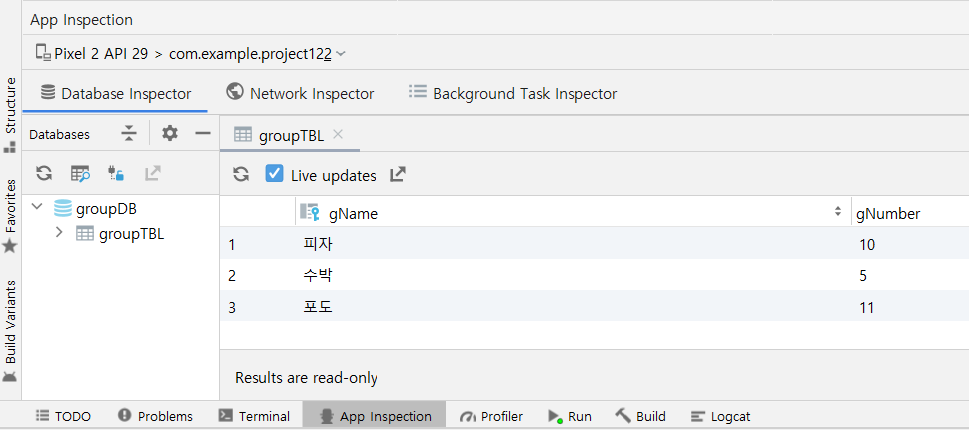 App Inspection
Pixel 2 API 29 > com.example.project122
Database Inspector Network Inspector Background Task Inspector
Structure
Favorites
Build Variants
Databases
groupTBL
Live updates
groupDB
groupTBL
gName gNumber
1 피자 10
2 수박 5
3 포도 11
Results are read-only
TODO Problems Terminal App Inspection Profiler Run Build Logcat